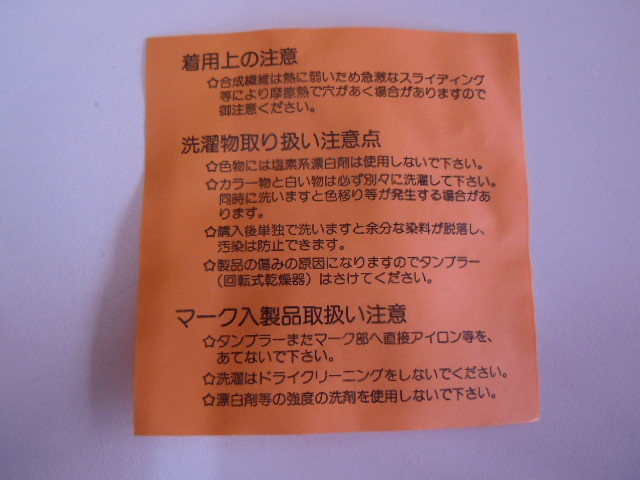 着用上の注意
☆合成繊維は熱に弱いため急激なスライディング
等により摩擦熱で穴があく場合がありますので
御注意ください。
洗濯物取り扱い注意点
☆色物には塩素系漂白剤は使用しないで下さい。
☆カラー物と白い物は必ず別々に洗濯して下さい。
同時に洗いますと色移り等が発生する場合があ
ります。
☆購入後単独で洗いますと余分な染料が脱落し、
汚染は防止できます。
☆製品の傷みの原因になりますのでタンブラー
（回転式乾燥器）はさけてください。
マーク入製品取扱い注意
☆タンブラーまたマーク部へ直接アイロン等を、
あてないで下さい。
☆洗濯はドライクリーニングをしないでください。
☆漂白剤等の強度の洗剤を使用しないで下さい。